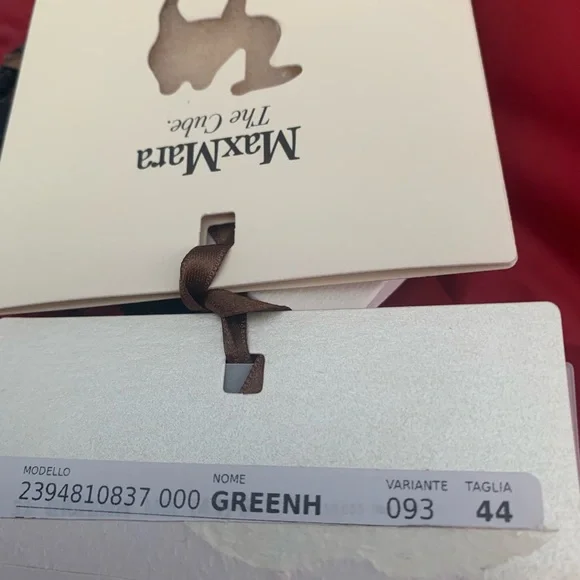 MaxMara
The Cube.
MODELLO NOME VARIANTE TAGLIA
2394810837 000 GREENH 093 44